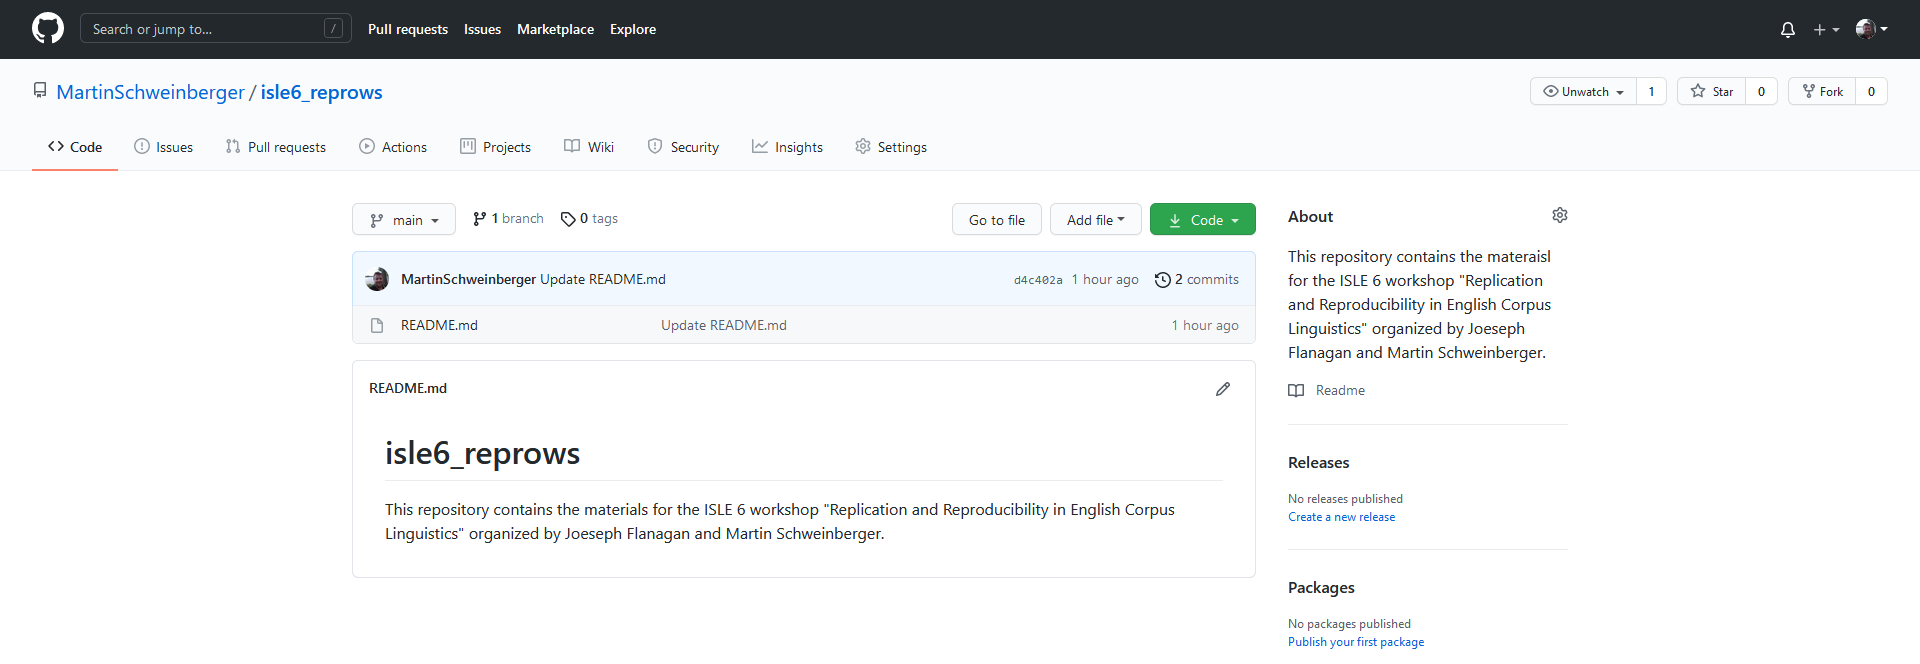 Search or jump to... /
Pull requests Issues Marketplace Explore
MartinSchweinberger / isle6_reprows
Unwatch 1 Star 0 Fork 0
Code Issues Pull requests Actions Projects Wiki Security Insights Settings
main 1 branch 0 tags
Go to file Add file Code
MartinSchweinberger Update README.md d4c402a 1 hour ago 2 commits
README.md Update README.md 1 hour ago
README.md
isle6_reprows
This repository contains the materials for the ISLE 6 workshop "Replication and Reproducibility in English Corpus
Linguistics" organized by Joeseph Flanagan and Martin Schweinberger.
About
This repository contains the materaisl
for the ISLE 6 workshop "Replication
and Reproducibility in English Corpus
Linguistics" organized by Joeseph
Flanagan and Martin Schweinberger.
Readme
Releases
No releases published
Create a new release
Packages
No packages published
Publish your first package